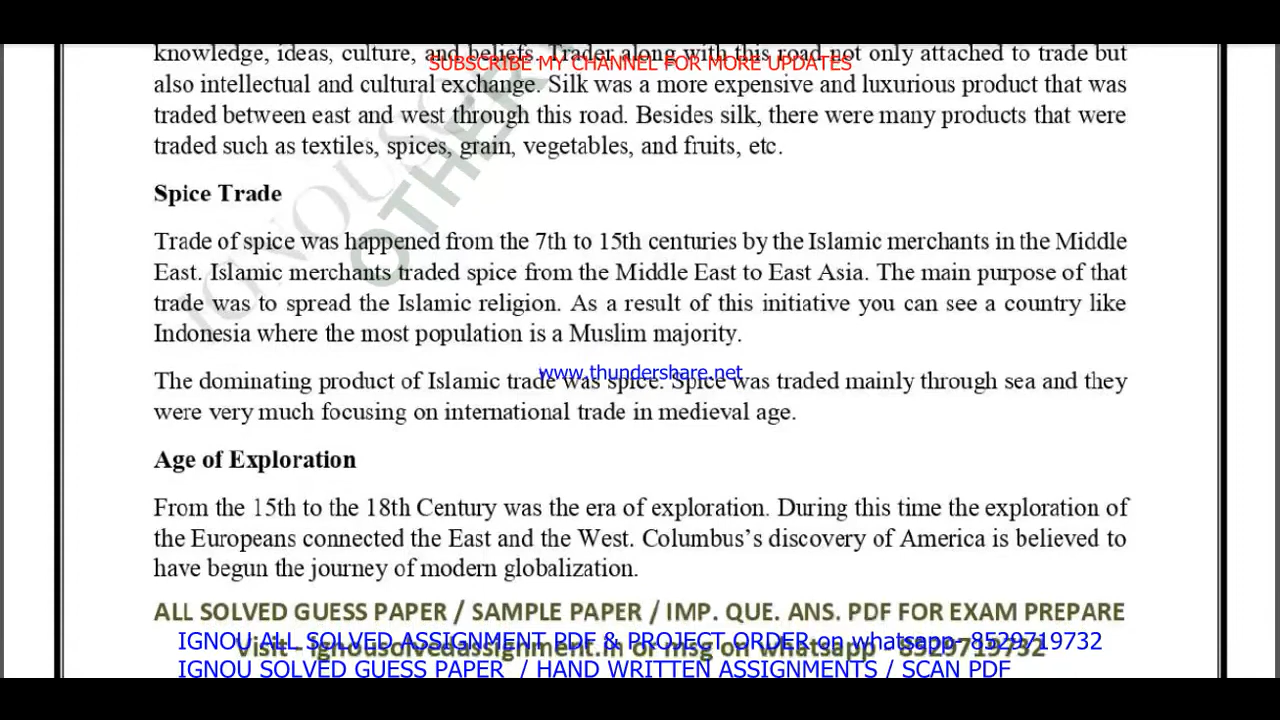 knowledge, ideas, culture, and beliefs. Trader along with this road not only attached to trade but
SUBSCRIBE MY CHANNEL FOR MORE UPDATES
also intellectual and cultural exchange. Silk was a more expensive and luxurious product that was
traded between east and west through this road. Besides silk, there were many products that were
traded such as textiles, spices, grain, vegetables, and fruits, etc.
IGNOU
OTHER
Spice Trade
Trade of spice was happened from the 7th to 15th centuries by the Islamic merchants in the Middle
East. Islamic merchants traded spice from the Middle East to East Asia. The main purpose of that
trade was to spread the Islamic religion. As a result of this initiative you can see a country like
Indonesia where the most population is a Muslim majority.
www.thundershare.net
The dominating product of Islamic trade was spice. Spice was traded mainly through sea and they
were very much focusing on international trade in medieval age.
Age of Exploration
From the 15th to the 18th Century was the era of exploration. During this time the exploration of
the Europeans connected the East and the West. Columbus's discovery of America is believed to
have begun the journey of modern globalization.
ALL SOLVED GUESS PAPER / SAMPLE PAPER / IMP. QUE. ANS. PDF FOR EXAM PREPARE
IGNOU ALL SOLVED ASSIGNMENT PDF & PROJECT ORDER on whatsapp- 8529719732
Visit - ignousolvedassignment.in or msg on whatsapp - 8529719732
IGNOU SOLVED GUESS PAPER / HAND WRITTEN ASSIGNMENTS / SCAN PDF